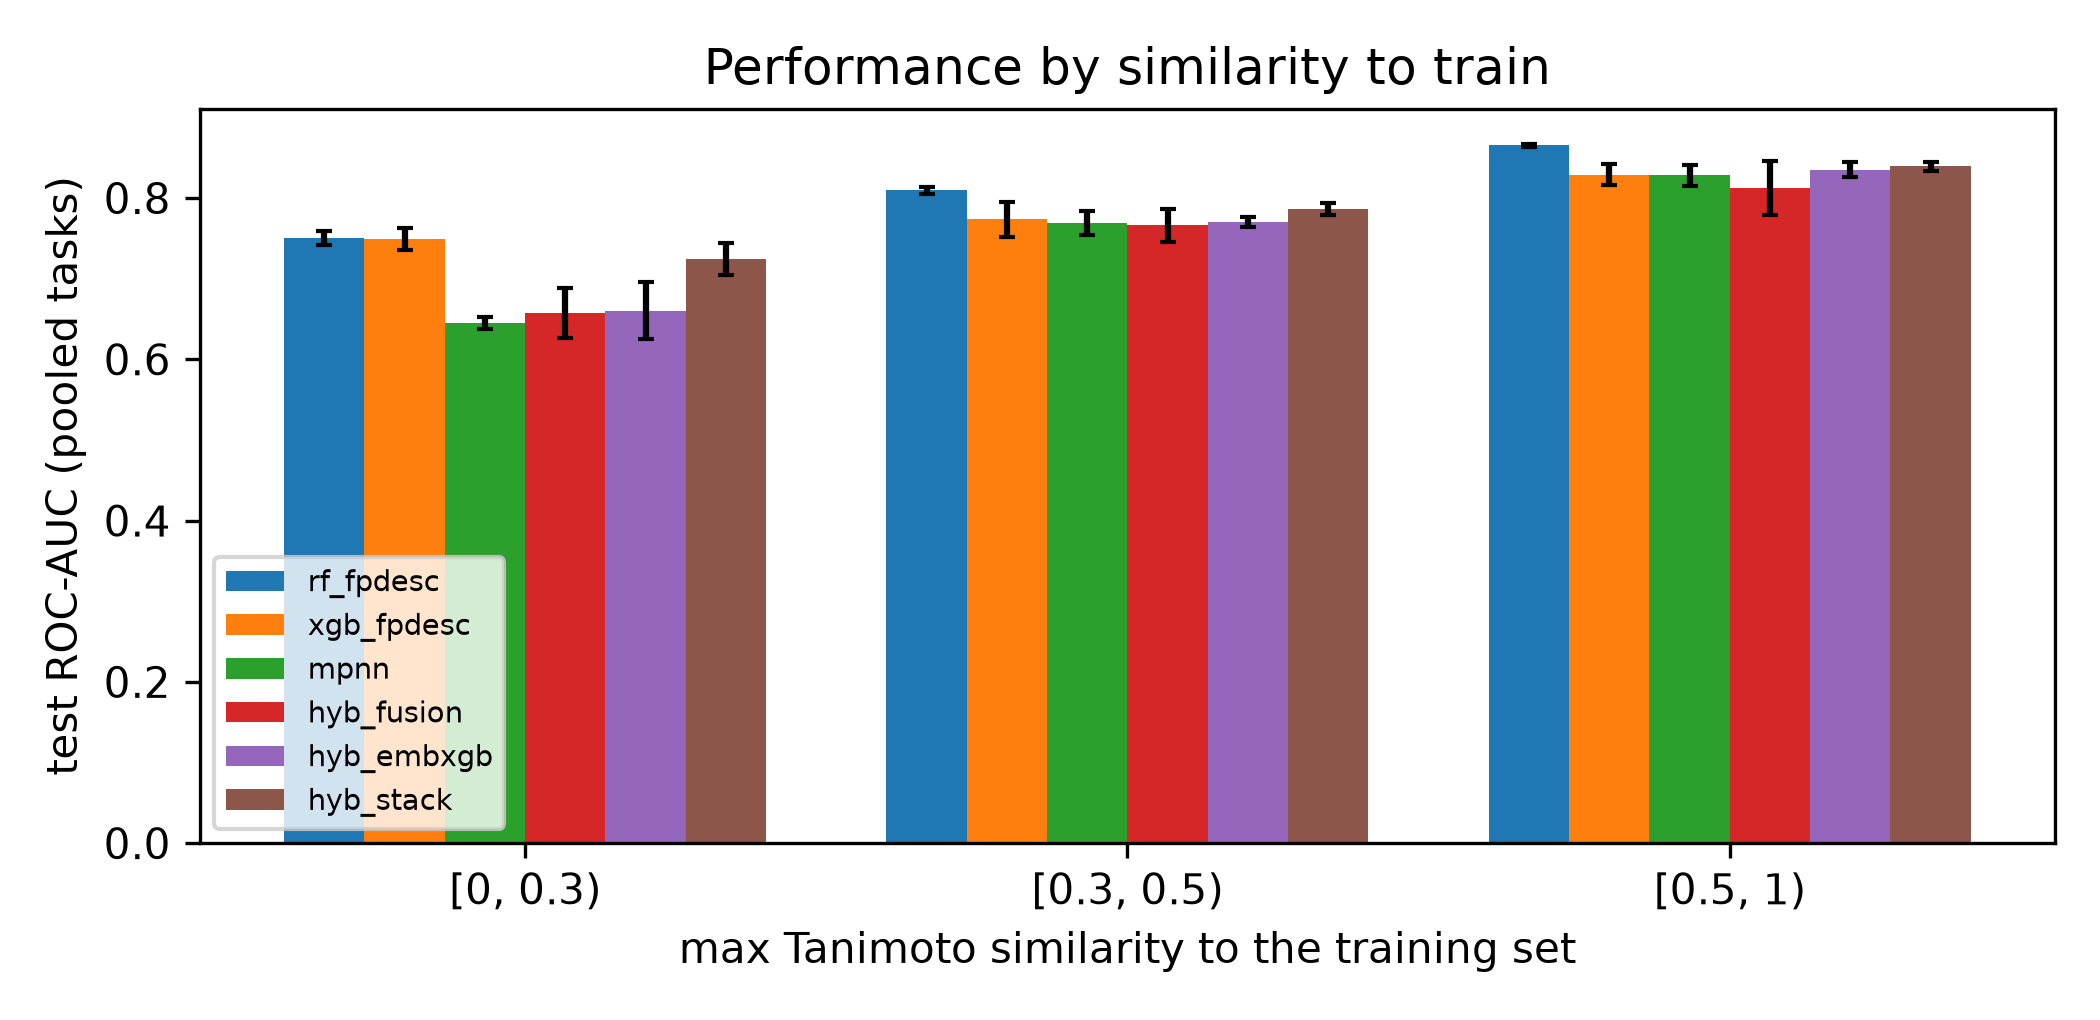 Performance by similarity to train
test ROC-AUC (pooled tasks)
0.8
0.6
0.4
0.2
0.0
rf_fpdesc
xgb_fpdesc
mpnn
hyb_fusion
hyb_embxgb
hyb_stack
[0, 0.3)
[0.3, 0.5)
[0.5, 1)
max Tanimoto similarity to the training set